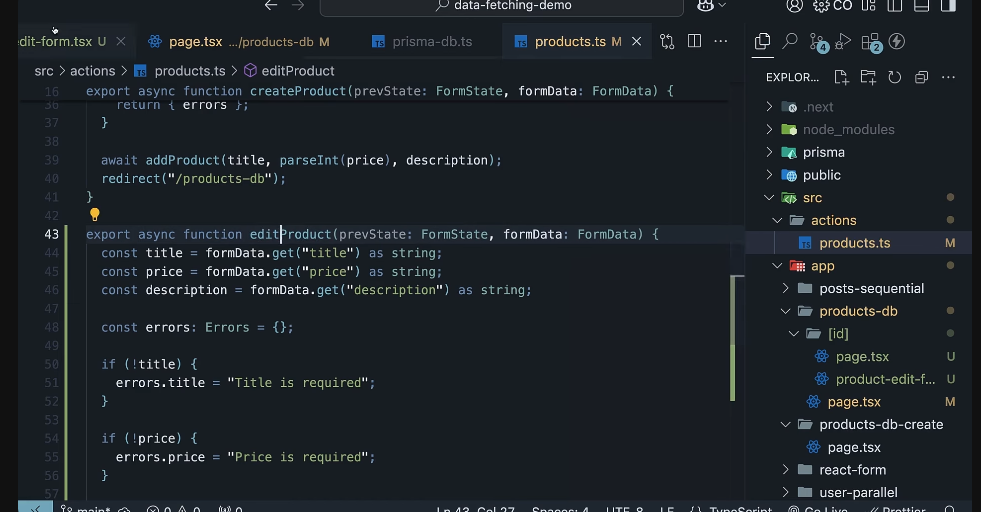 data-fetching-demo
CO
edit-form.tsx U
page.tsx .../products-db M
prisma-db.ts
products.ts M
src > actions > TS products.ts > editProduct
EXPLOR...
4
2
16 export async function createProduct(prevState: FormState, formData: FormData) {
36 return { errors };
37 }
38
39 await addProduct(title, parseInt(price), description);
40 redirect("/products-db");
41 }
42
43 export async function editProduct(prevState: FormState, formData: FormData) {
44 const title = formData.get("title") as string;
45 const price = formData.get("price") as string;
46 const description = formData.get("description") as string;
47
48 const errors: Errors = {};
49
50 if (!title) {
51 errors.title = "Title is required";
52 }
53
54 if (!price) {
55 errors.price = "Price is required";
56 }
57
.next
node_modules
prisma
public
src
actions
TS products.ts M
app
posts-sequential
products-db
[id]
page.tsx U
product-edit-f... U
page.tsx M
products-db-create
page.tsx
react-form
user-parallel
main* 0 0 0 Ln 43, Col 27 Spaces: 4 UTF-8 LF {} TypeScript Go Live Prettier